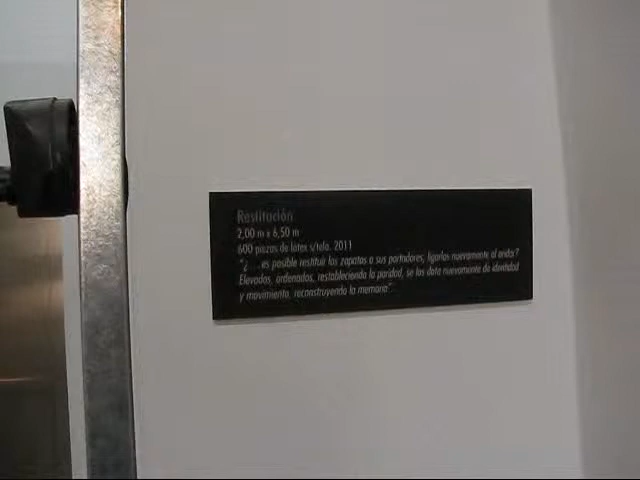 Restitución
2,00 m x 6,50 m
600 piezas de látex s/tela. 2011
"¿ ...es posible restituir los zapatos a sus portadores, ligarlos nuevamente al andar?
Elevados, ordenados, restableciendo la paridad, se los dota nuevamente de identidad
y movimiento, reconstruyendo la memoria".